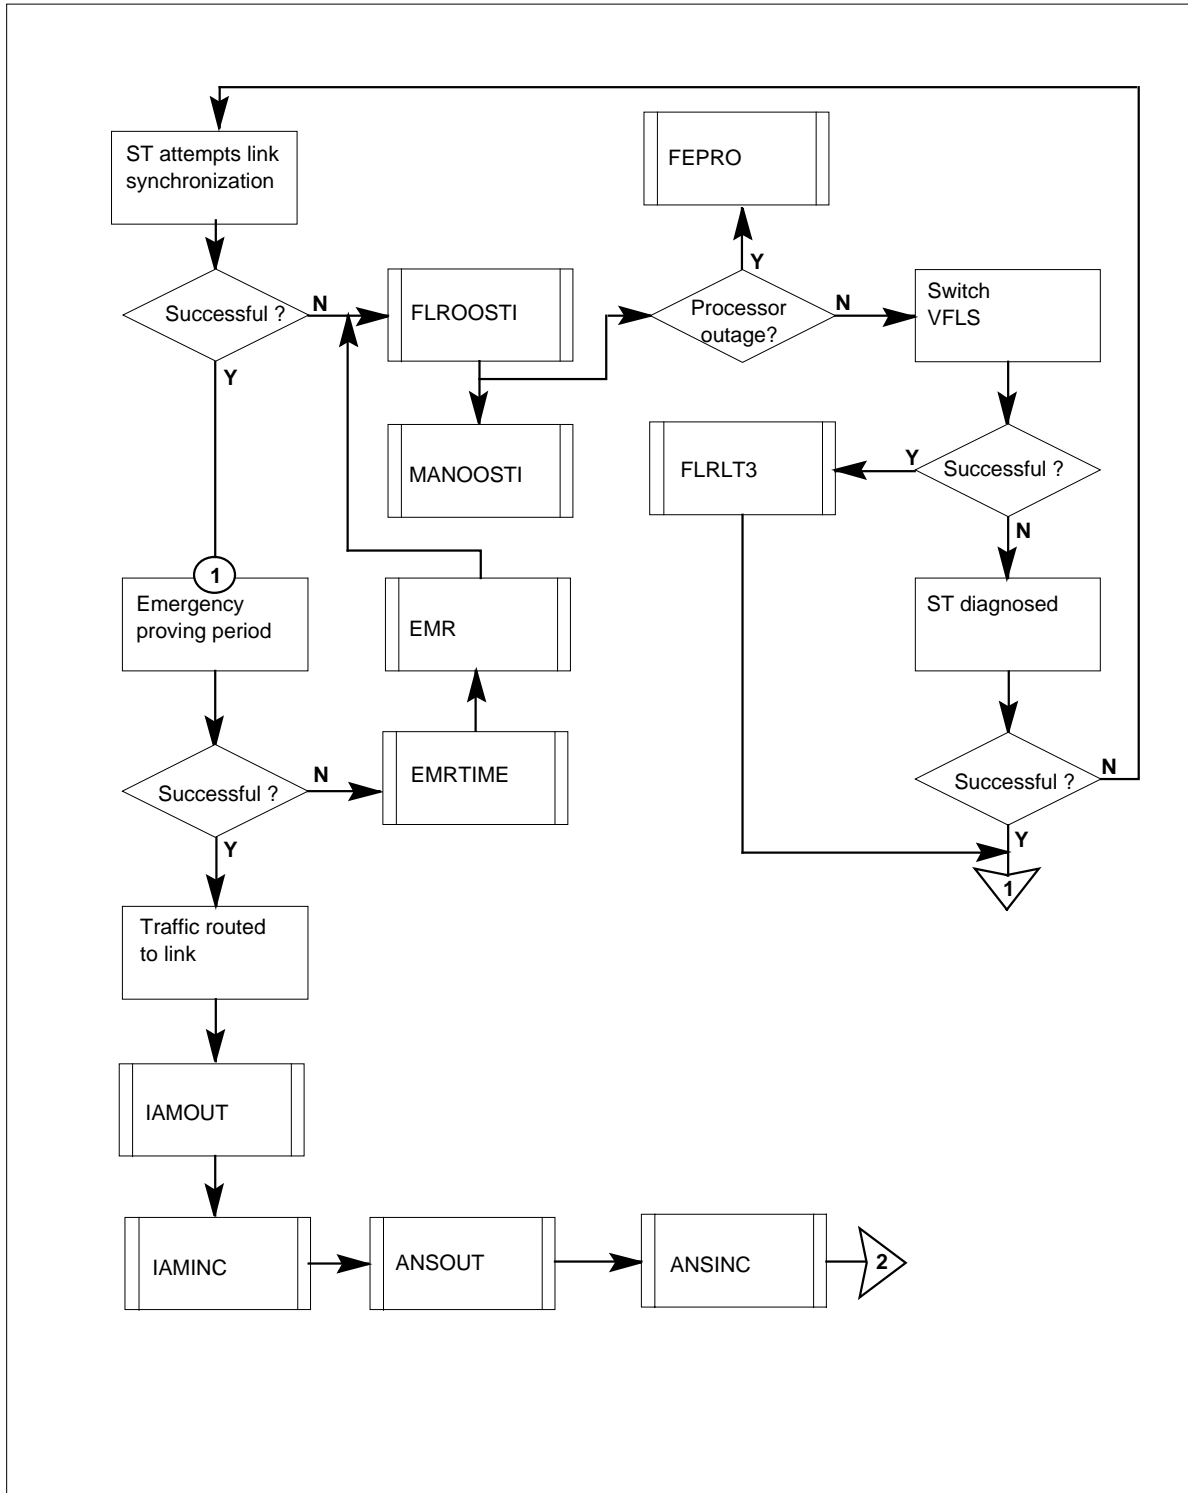 ST attempts link
synchronization
Successful ?
N
Y
FLROOSTI
MANOOSTI
FEPRO
Y
Processor
outage?
N
Switch
VFLS
Successful ?
Y
N
FLRLT3
ST diagnosed
Successful ?
N
Y
1
1
Emergency
proving period
EMR
Successful ?
N
Y
EMRTIME
Traffic routed
to link
IAMOUT
IAMINC
ANSOUT
ANSINC
2